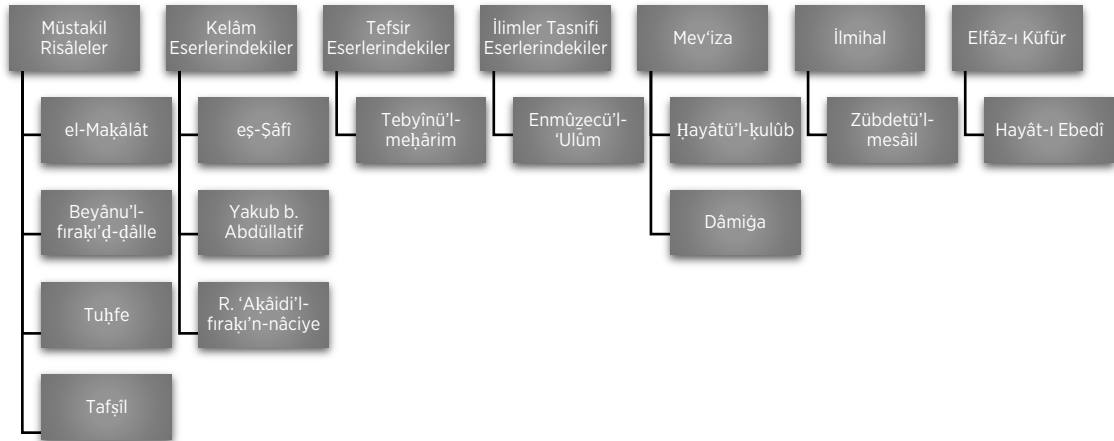 Müstakil
Risâleler
el-Maḳâlât
Beyânu’l-
fıraḳı’ḍ-ḍâlle
Tuḥfe
Tafṣîl
Kelâm
Eserlerindekiler
eş-Şâfî
Yakub b.
Abdüllatif
R. ‘Aḳâidi’l-
fıraḳı’n-nâciye
Tefsir
Eserlerindekiler
Tebyînü’l-
meḥârim
İlimler Tasnifi
Eserlerindekiler
Enmûẕecü’l-
‘Ulûm
Mev‘iza
Ḥayâtü’l-ḳulûb
Dâmiġa
İlmihal
Zübdetü’l-
mesâil
Elfâz-ı Küfür
Hayât-ı Ebedî